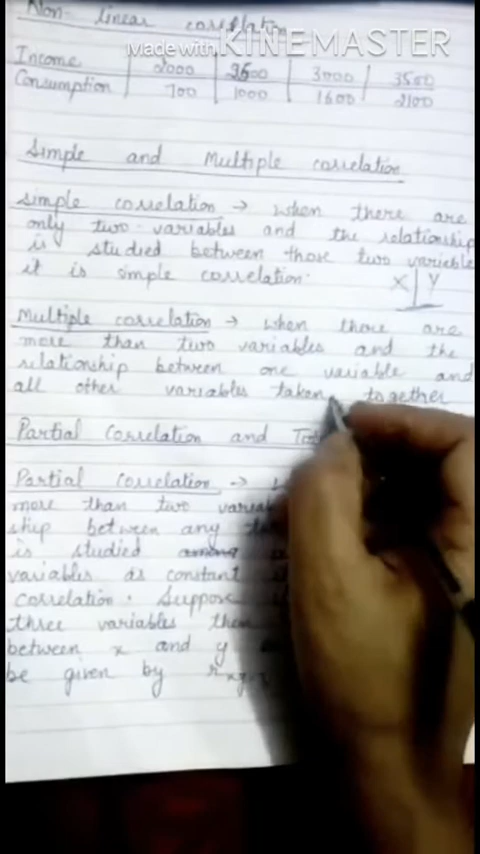 Non-linear correlation
Made with KINEMASTER
Income 2000 2500 3000 3500
Consumption 700 1000 1600 2100
Simple and Multiple correlation
Simple correlation → when there are
only two variables and the relationship
is studied between those two variable
it is simple correlation.
X Y
Multiple correlation → when there are
more than two variables and the
relationship between one variable and
all other variables taken together
Partial Correlation and
Partial Correlation →
more than two
ship between any
is studied among
variables as constant
correlation. Suppose
three variables then
between x and y
be given by